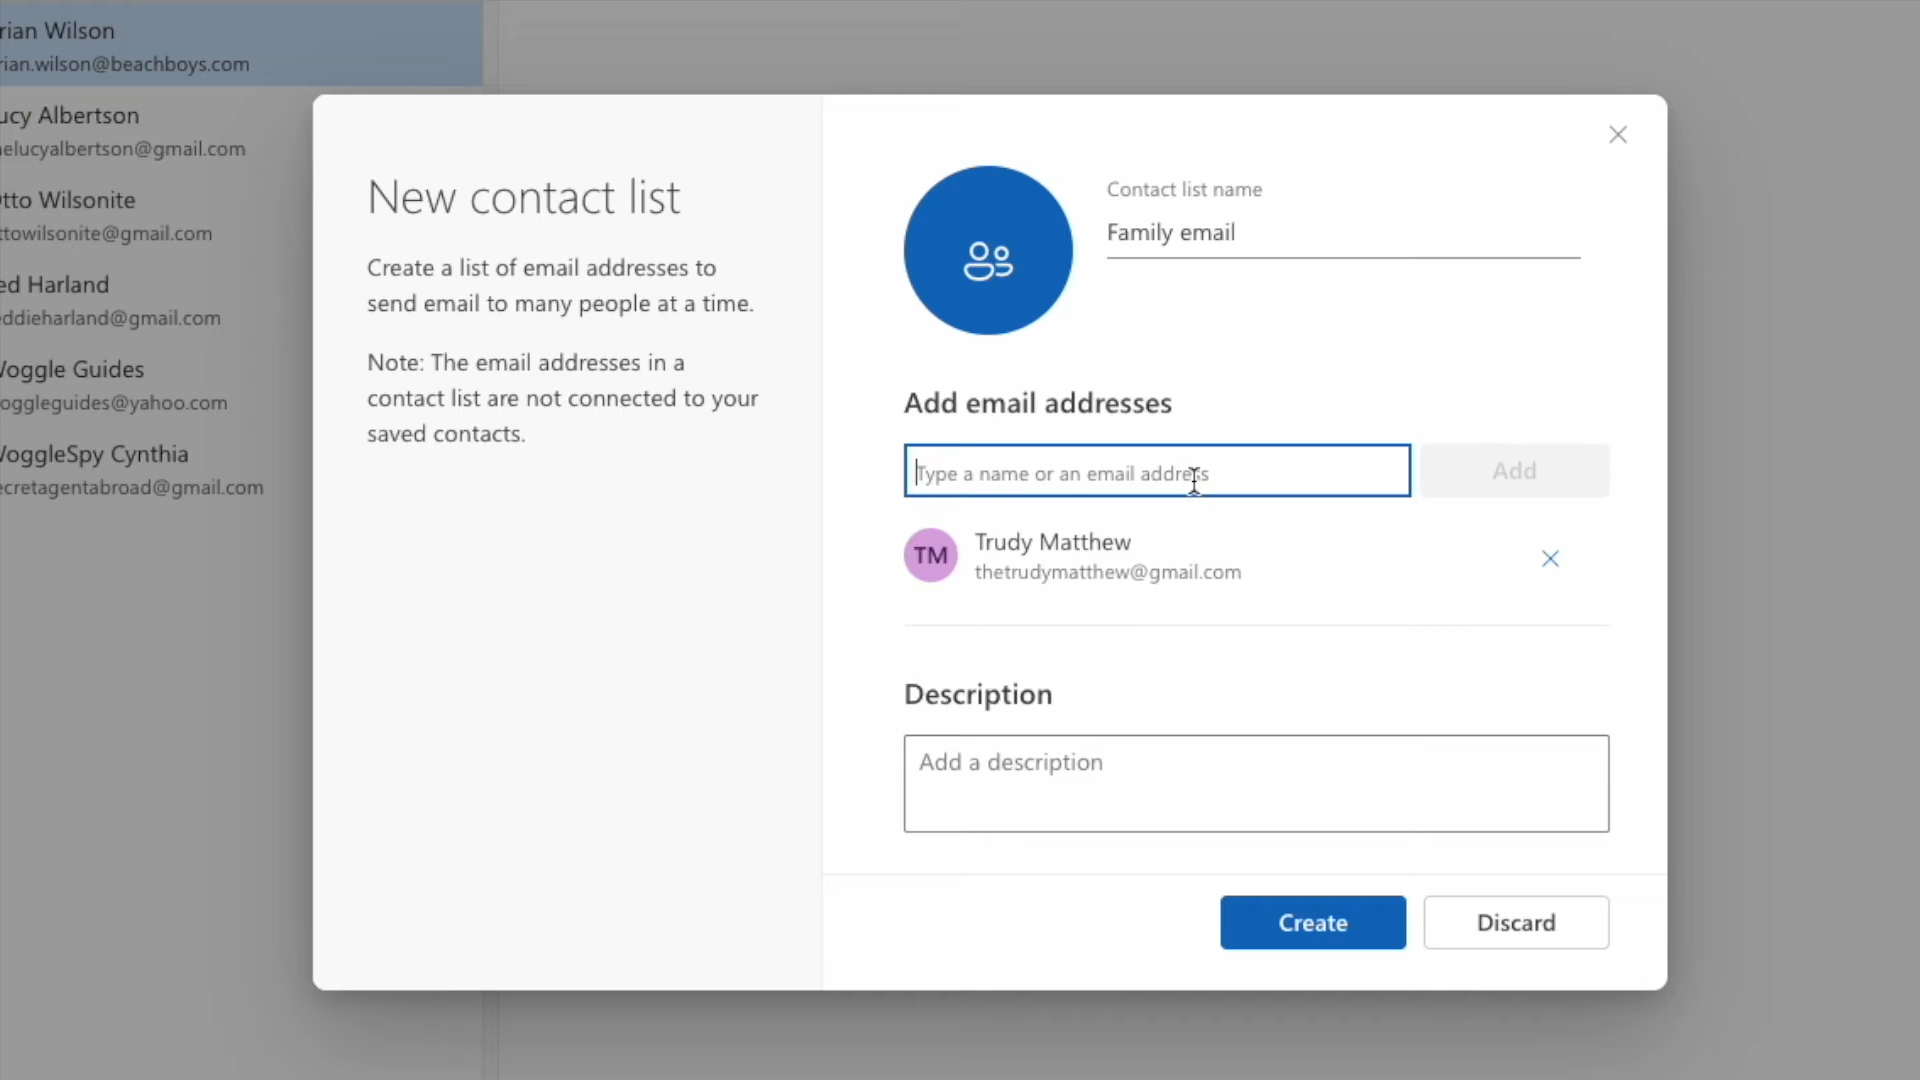 rian Wilson
rian.wilson@beachboys.com
ucy Albertson
elucyalbertson@gmail.com
tto Wilsonite
ttowilsonite@gmail.com
ed Harland
eddieharland@gmail.com
oggle Guides
oggleguides@yahoo.com
oggleSpy Cynthia
ecretagentabroad@gmail.com
New contact list
Create a list of email addresses to
send email to many people at a time.
Note: The email addresses in a
contact list are not connected to your
saved contacts.
Contact list name
Family email
Add email addresses
Type a name or an email address
Add
TM
Trudy Matthew
thetrudymatthew@gmail.com
Description
Add a description
Create
Discard